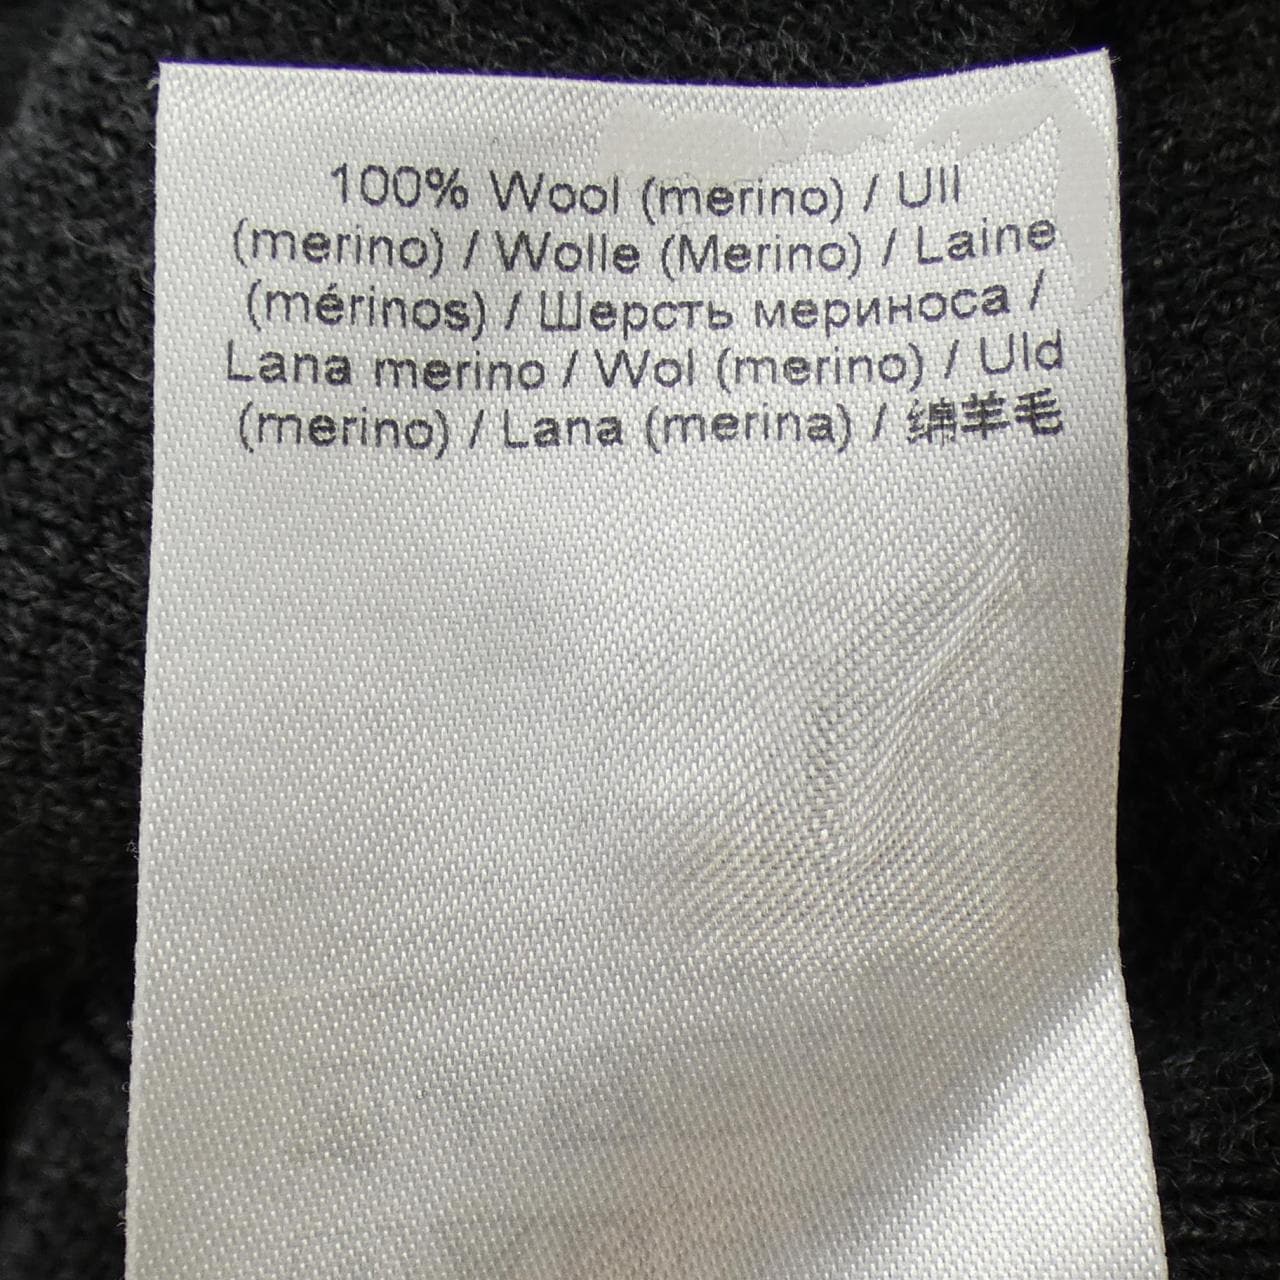 100% Wool (merino) / Ull
(merino) / Wolle (Merino) / Laine
(mérinos) / Шерсть мериноса /
Lana merino / Wol (merino) / Uld
(merino) / Lana (merina) / 绵羊毛